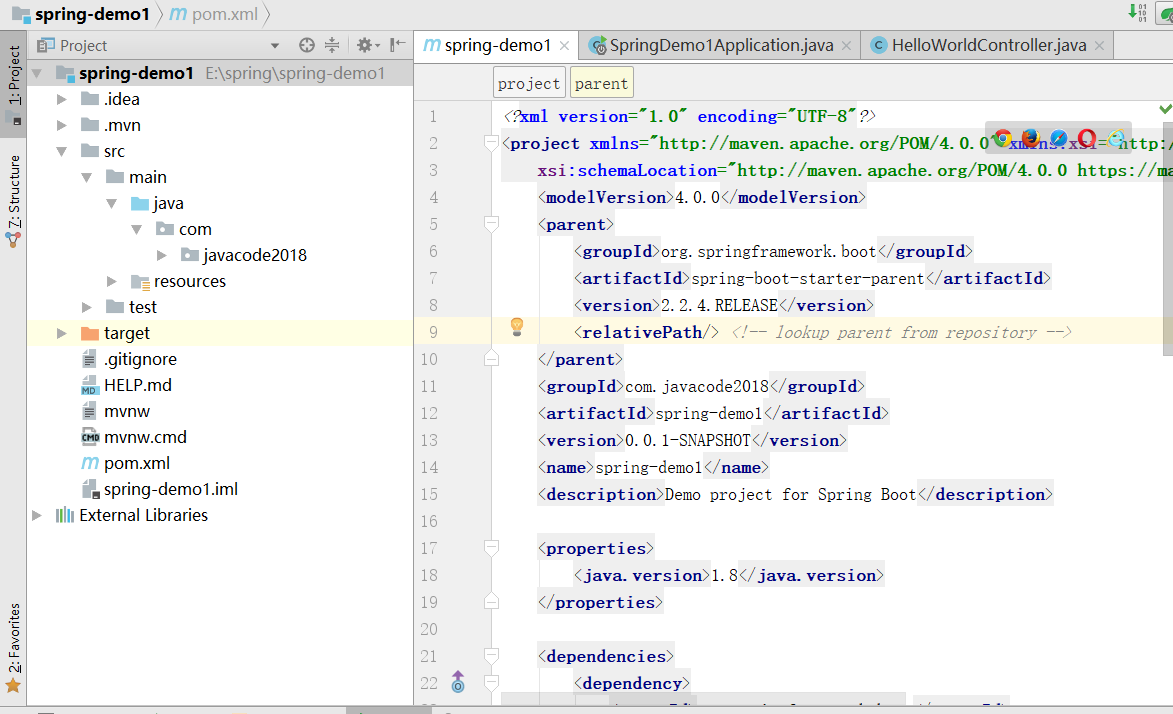 spring-demo1 pom.xml
1: Project
Project
spring-demo1 E:\spring\spring-demo1
.idea
.mvn
src
main
java
com
javacode2018
resources
test
target
.gitignore
HELP.md
mvnw
mvnw.cmd
pom.xml
spring-demo1.iml
External Libraries
Z: Structure
2: Favorites
spring-demo1 SpringDemo1Application.java HelloWorldController.java
project parent
1 <?xml version="1.0" encoding="UTF-8"?>
2 <project xmlns="http://maven.apache.org/POM/4.0.0" xmlns:xsi="http:
3 xsi:schemaLocation="http://maven.apache.org/POM/4.0.0 https://ma
4 <modelVersion>4.0.0</modelVersion>
5 <parent>
6 <groupId>org.springframework.boot</groupId>
7 <artifactId>spring-boot-starter-parent</artifactId>
8 <version>2.2.4.RELEASE</version>
9 <relativePath/> <!-- lookup parent from repository -->
10 </parent>
11 <groupId>com.javacode2018</groupId>
12 <artifactId>spring-demo1</artifactId>
13 <version>0.0.1-SNAPSHOT</version>
14 <name>spring-demo1</name>
15 <description>Demo project for Spring Boot</description>
16
17 <properties>
18 <java.version>1.8</java.version>
19 </properties>
20
21 <dependencies>
22 <dependency>